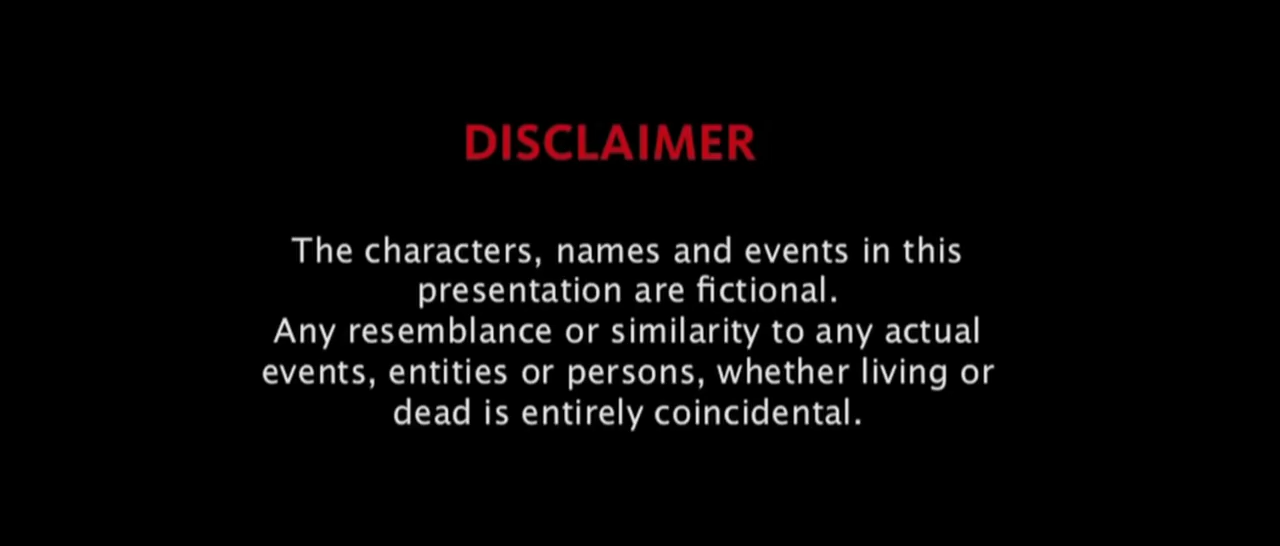 DISCLAIMER
The characters, names and events in this
presentation are fictional.
Any resemblance or similarity to any actual
events, entities or persons, whether living or
dead is entirely coincidental.